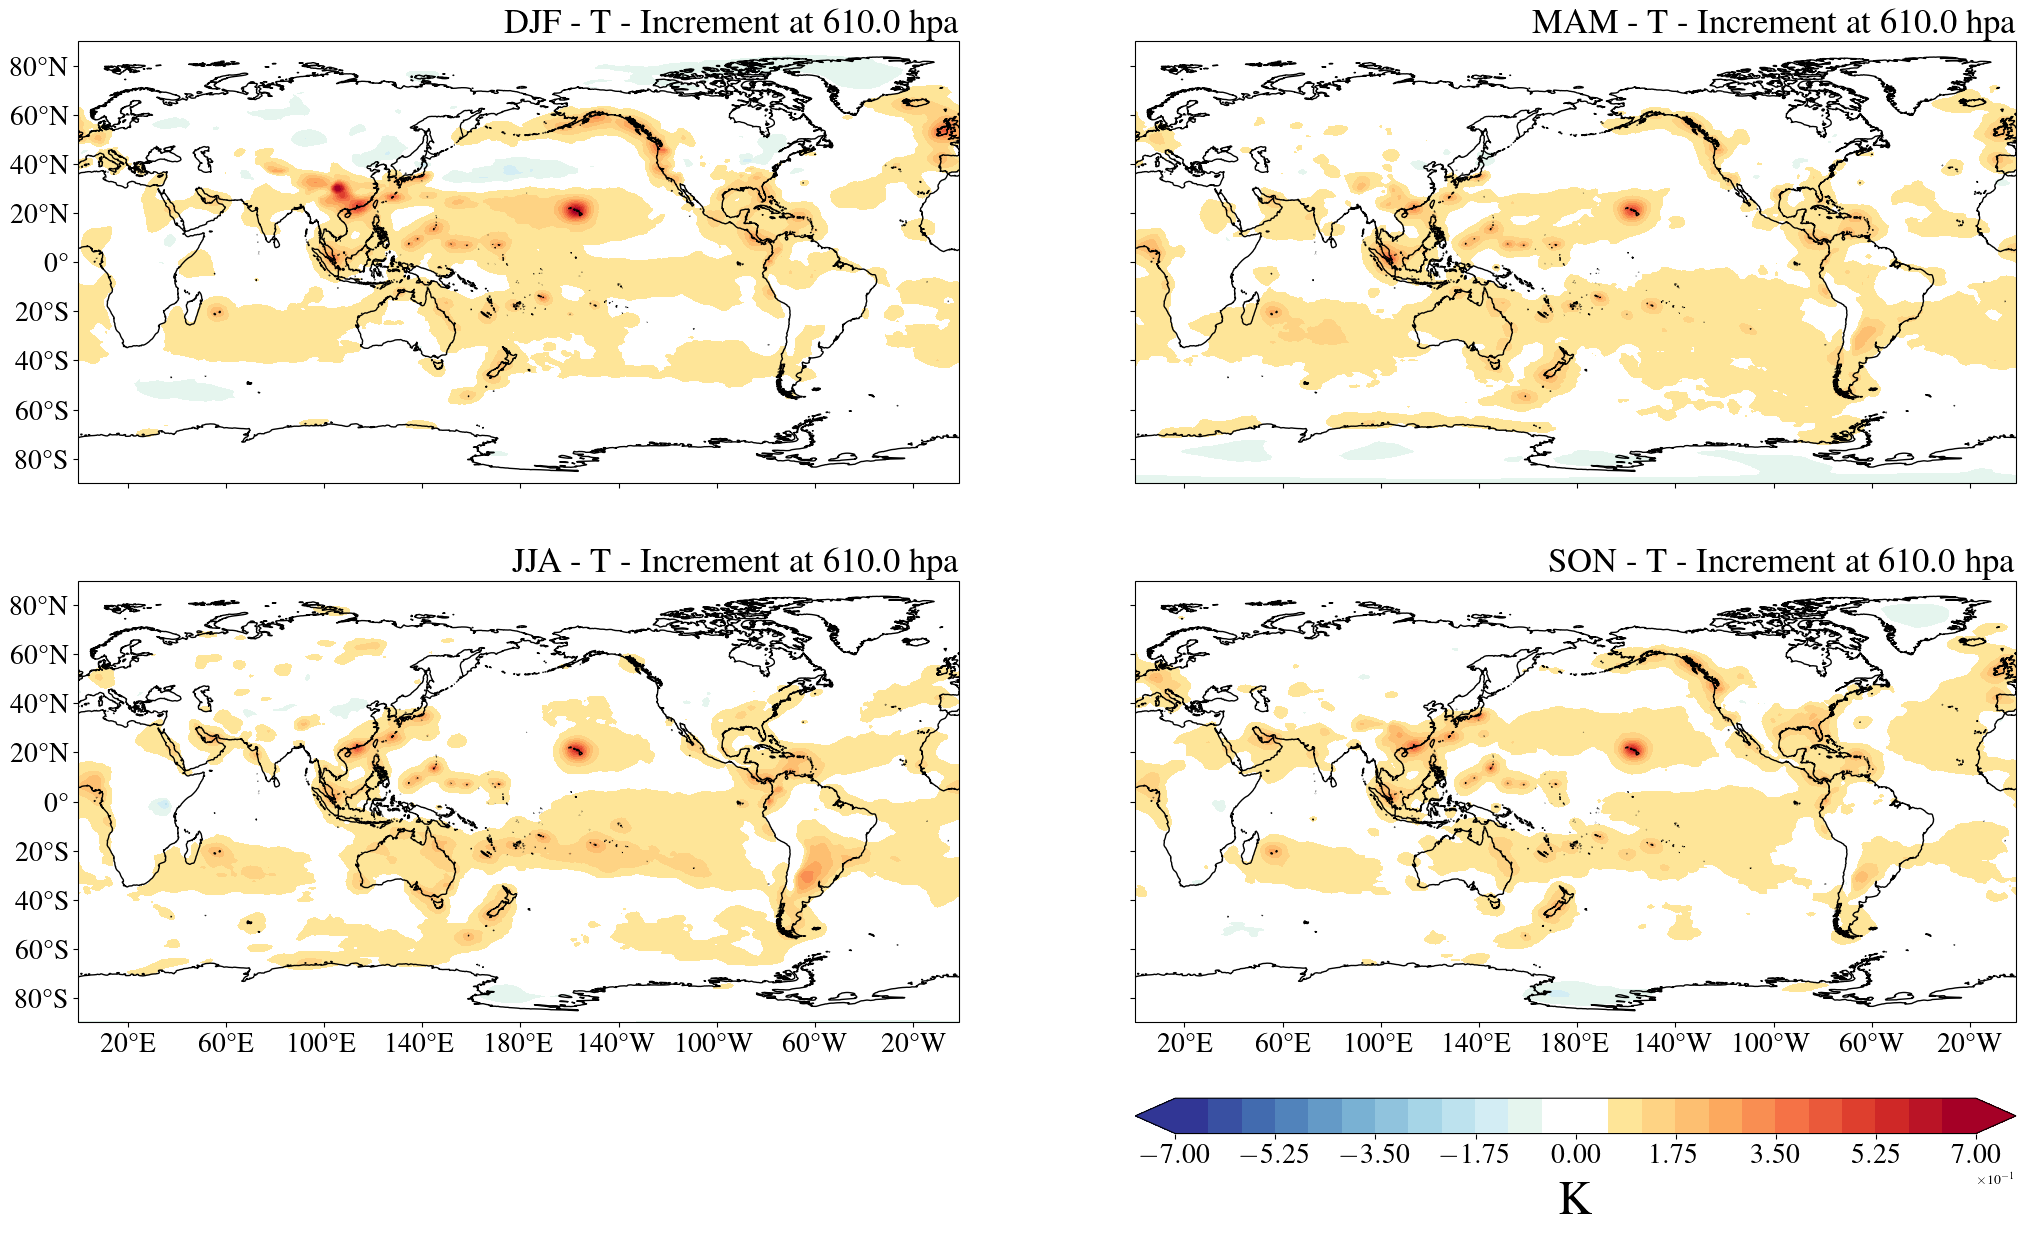 DJF - T - Increment at 610.0 hpa
MAM - T - Increment at 610.0 hpa
80°N
60°N
40°N
20°N
0°
20°S
40°S
60°S
80°S
JJA - T - Increment at 610.0 hpa
SON - T - Increment at 610.0 hpa
80°N
60°N
40°N
20°N
0°
20°S
40°S
60°S
80°S
20°E 60°E 100°E 140°E 180°E 140°W 100°W 60°W 20°W
20°E 60°E 100°E 140°E 180°E 140°W 100°W 60°W 20°W
−7.00 −5.25 −3.50 −1.75 0.00 1.75 3.50 5.25 7.00
×10⁻¹
K